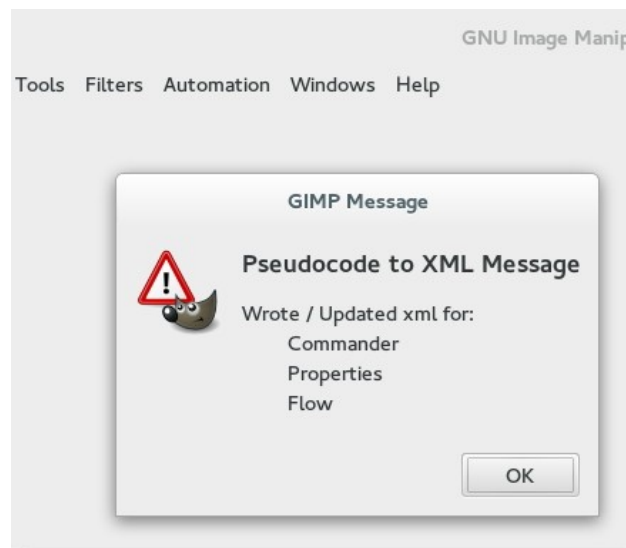 GNU Image Manip
Tools Filters Automation Windows Help
GIMP Message
Pseudocode to XML Message
Wrote / Updated xml for:
Commander
Properties
Flow
OK